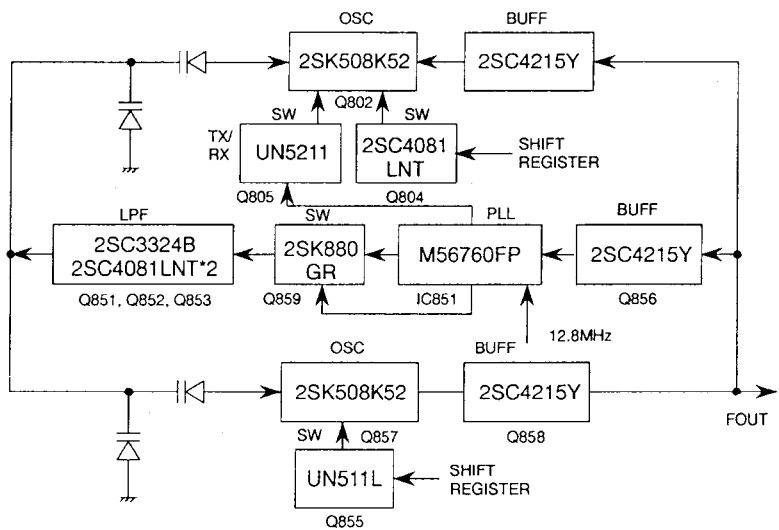 OSC
BUFF
2SK508K52
2SC4215Y
Q802
TX/
RX
SW
SW
UN5211
2SC4081
LNT
SHIFT
REGISTER
Q805
Q804
LPF
SW
PLL
BUFF
2SC3324B
2SC4081LNT*2
2SK880
GR
M56760FP
2SC4215Y
Q851, Q852, Q853
Q859
IC851
Q856
12.8MHz
OSC
BUFF
2SK508K52
2SC4215Y
FOUT
SW
Q857
Q858
UN511L
SHIFT
REGISTER
Q855